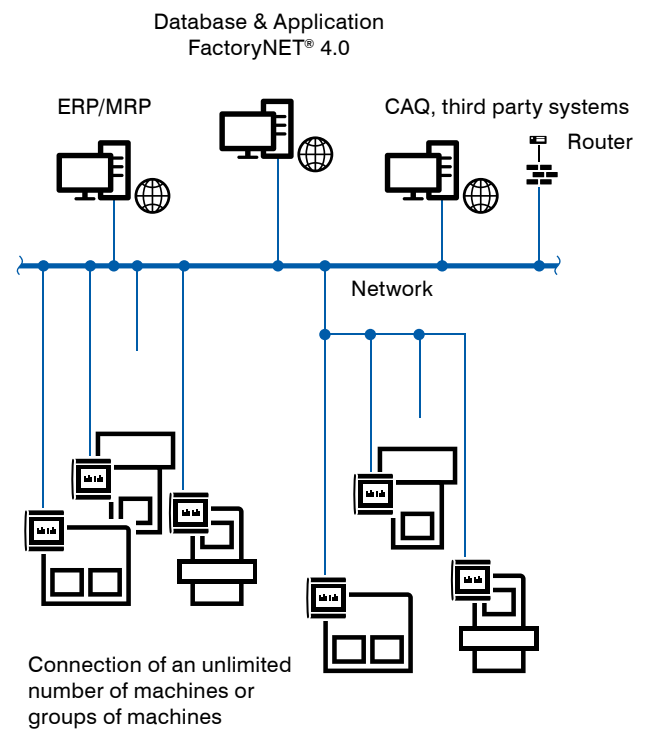 Database & Application
FactoryNET® 4.0
ERP/MRP
CAQ, third party systems
Router
Network
Connection of an unlimited
number of machines or
groups of machines